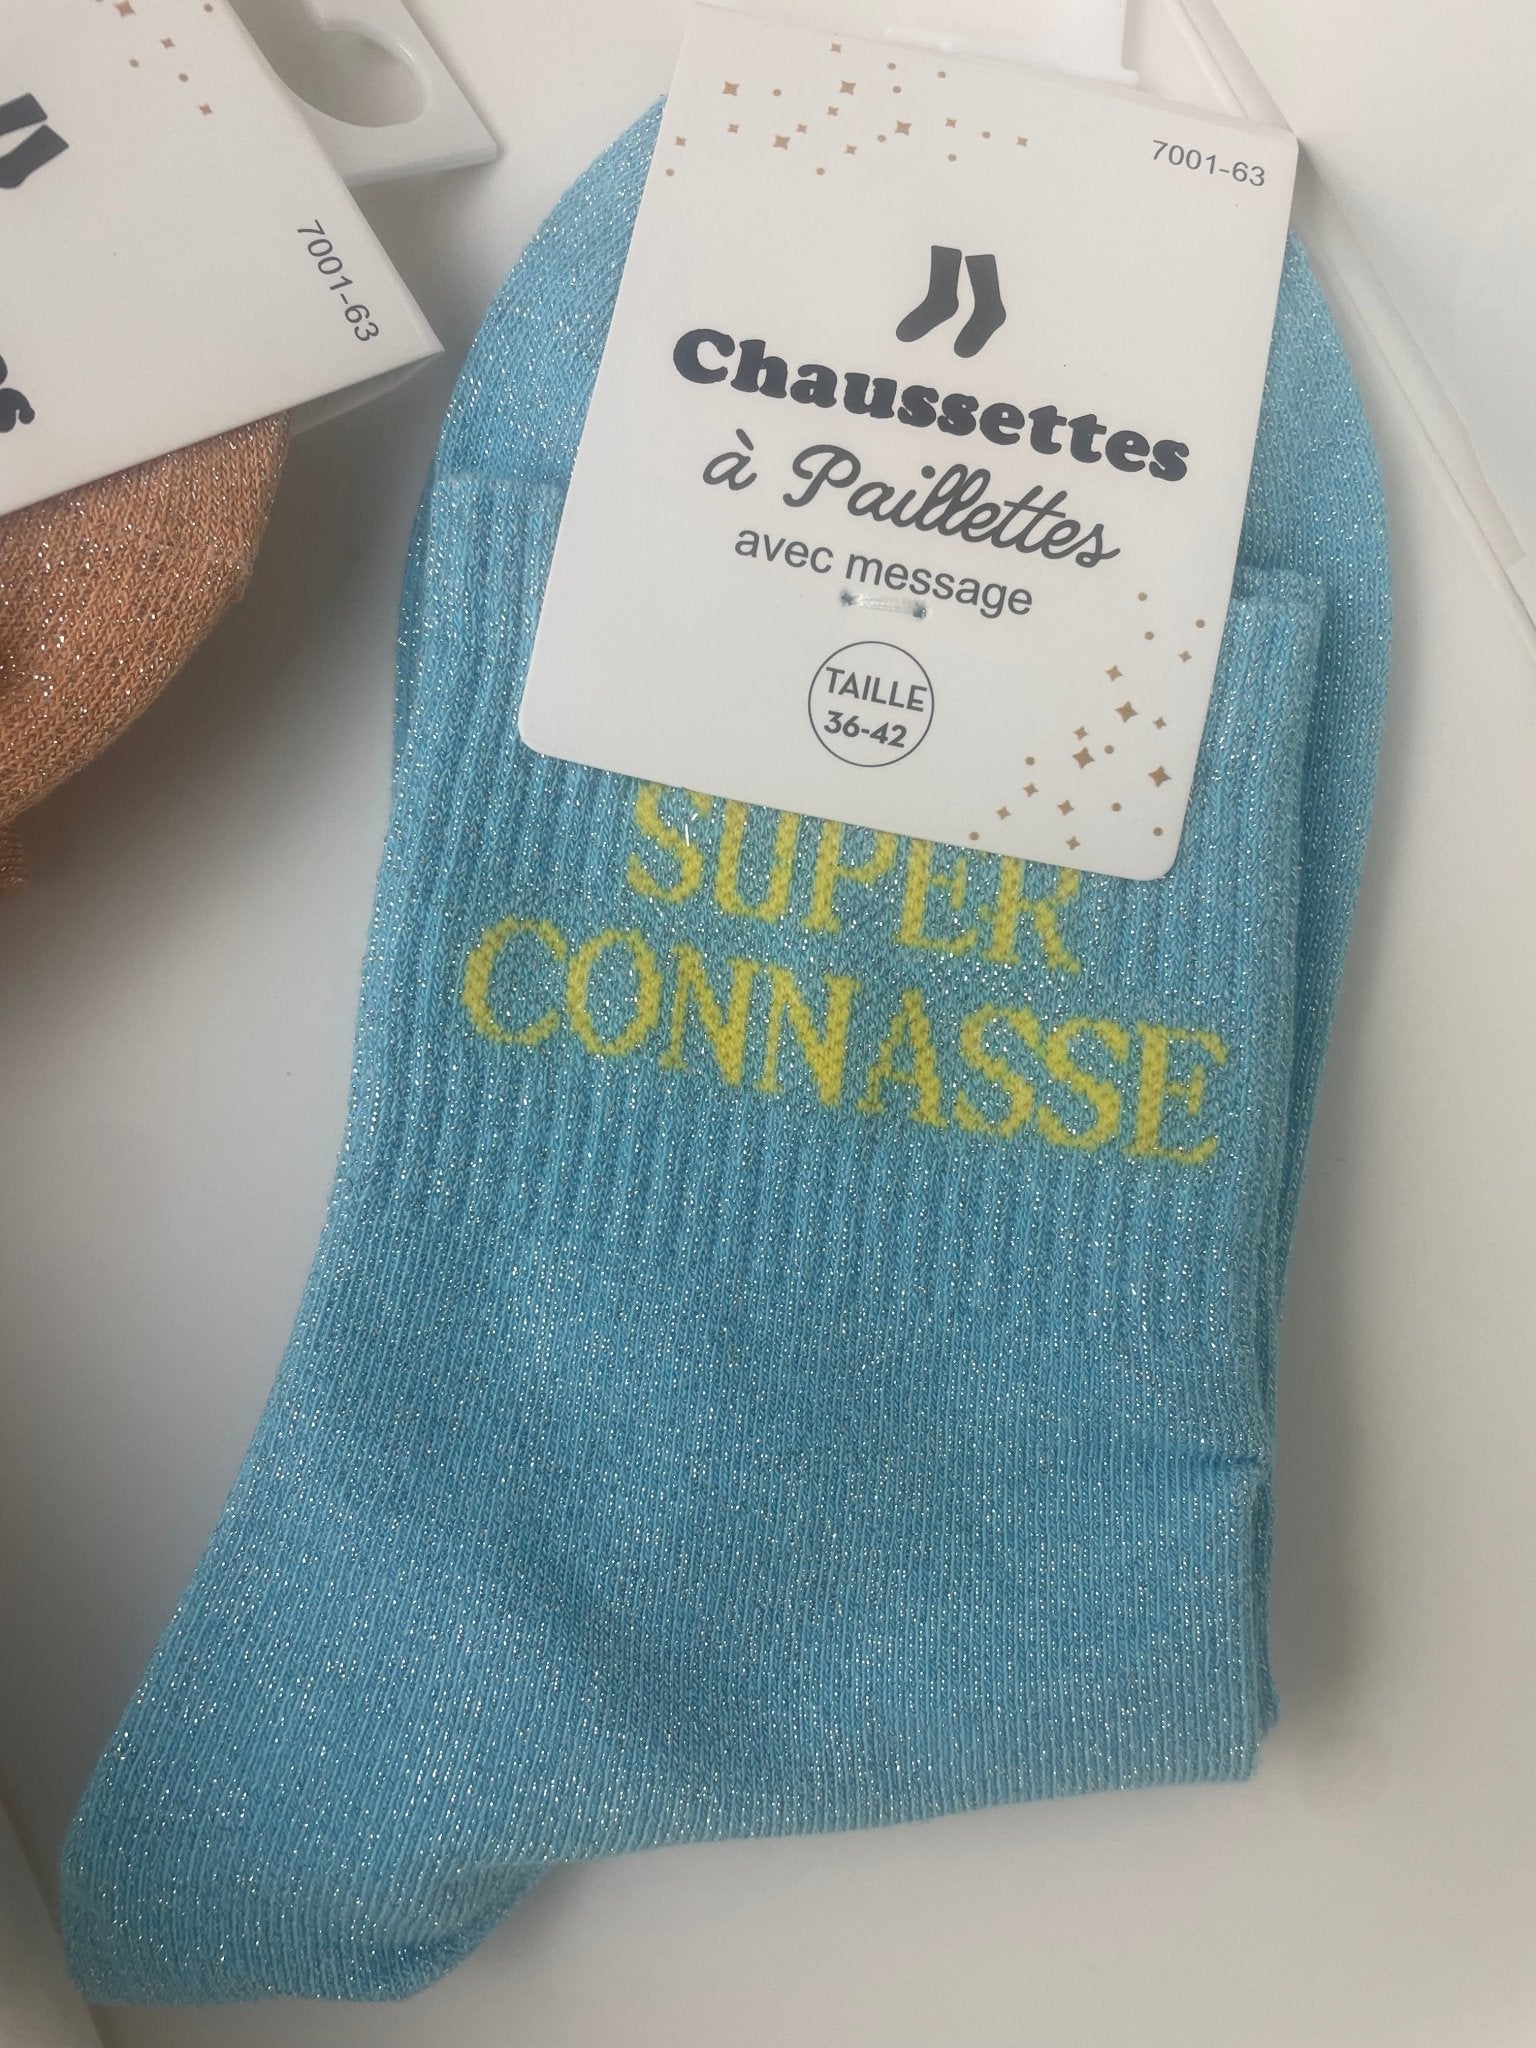 7001-63
Chaussettes
à Paillettes
avec message
TAILLE
36-42
SUPER
CONNASSE
7001-63